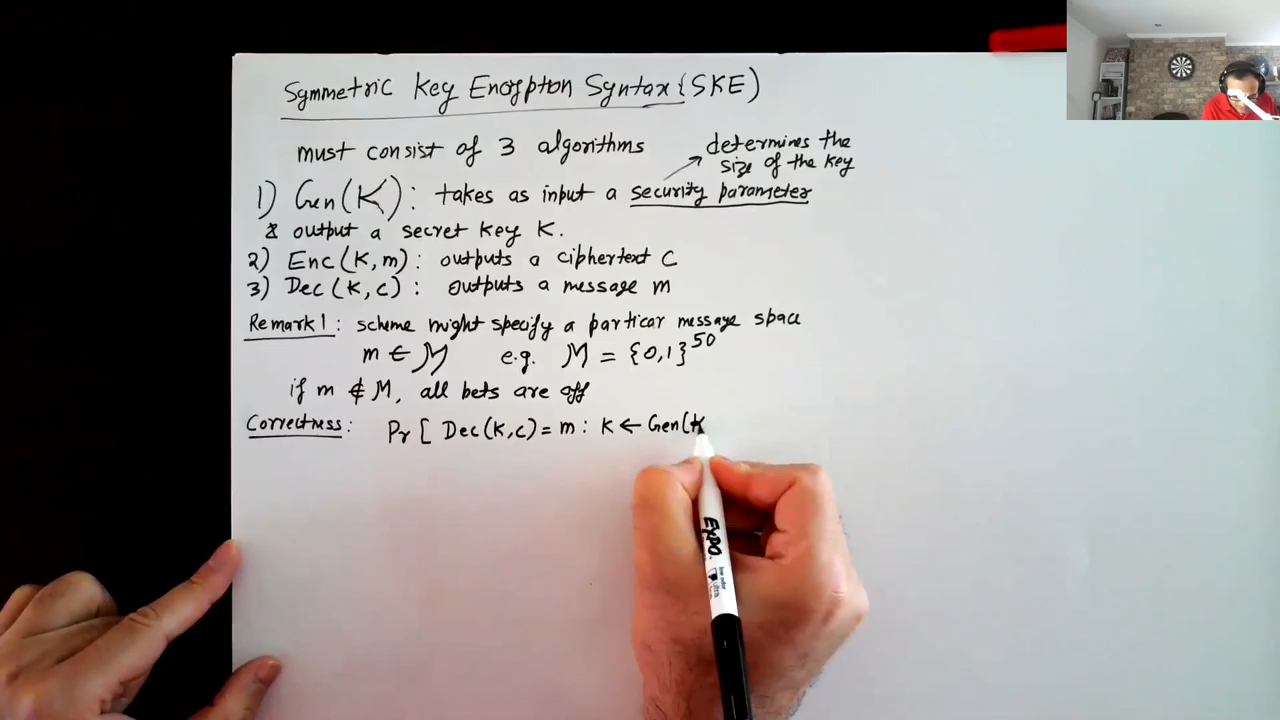 Symmetric Key Encrypton Syntax (SKE)
must consist of 3 algorithms
determines the
size of the key
1) Gen(K): takes as input a security parameter
& output a secret key K.
2) Enc(K, m): outputs a ciphertext C
3) Dec(K, c): outputs a message m
Remark 1: scheme might specify a particar message space
m ∈ M e.g. M = {0,1}^50
if m ∉ M, all bets are off
Correctness: Pr [ Dec(K,c) = m : K ← Gen(K
EXPO